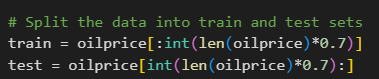 # Split the data into train and test sets
train = oilprice[:int(len(oilprice)*0.7)]
test = oilprice[int(len(oilprice)*0.7):]